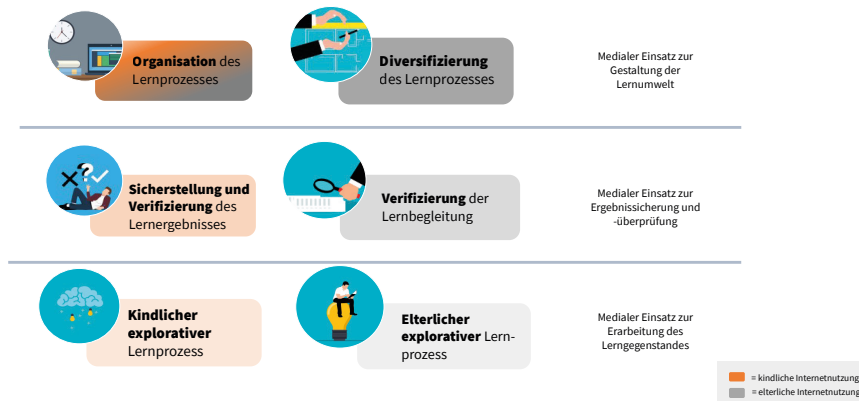 Organisation des
Lernprozesses
Diversifizierung
des Lernprozesses
Medialer Einsatz zur
Gestaltung der
Lernumwelt
Sicherstellung und
Verifizierung des
Lernergebnisses
Verifizierung der
Lernbegleitung
Medialer Einsatz zur
Ergebnissicherung und
-überprüfung
Kindlicher
explorativer
Lernprozess
Elterlicher
explorativer Lern-
prozess
Medialer Einsatz zur
Erarbeitung des
Lerngegenstandes
= kindliche Internetnutzung
= elterliche Internetnutzung